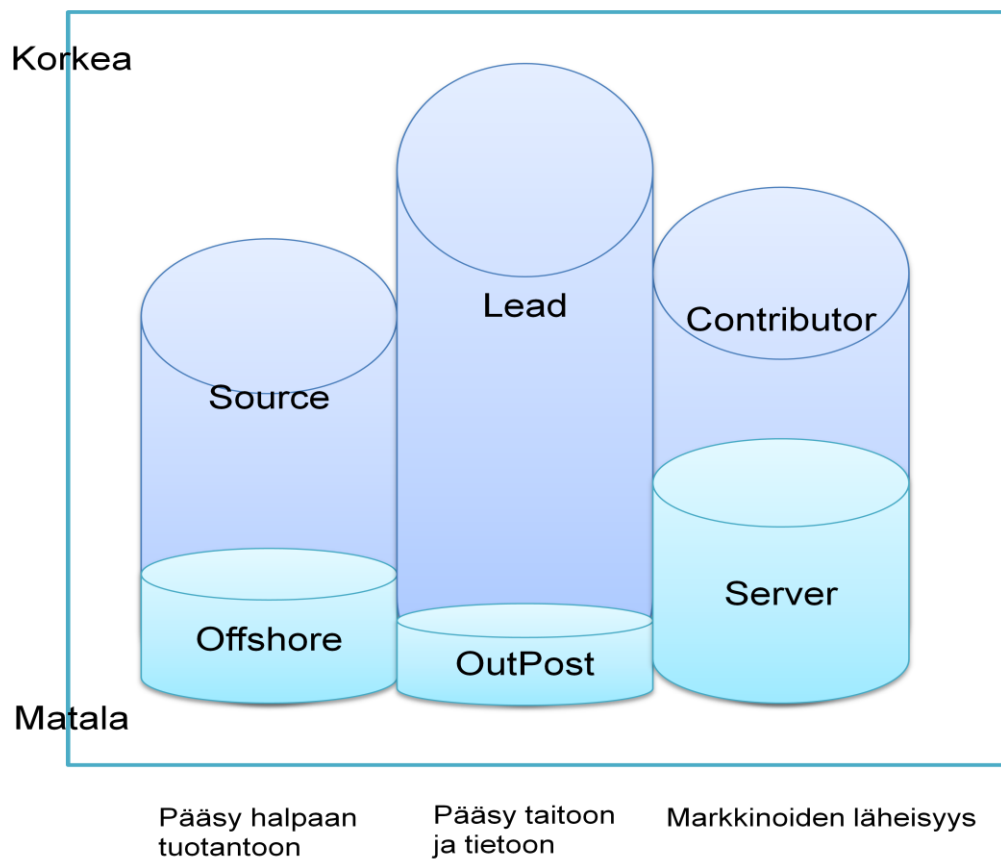 Korkea
Lead
Contributor
Source
Server
Offshore
OutPost
Matala
Pääsy halpaan
tuotantoon
Pääsy taitoon
ja tietoon
Markkinoiden läheisyys